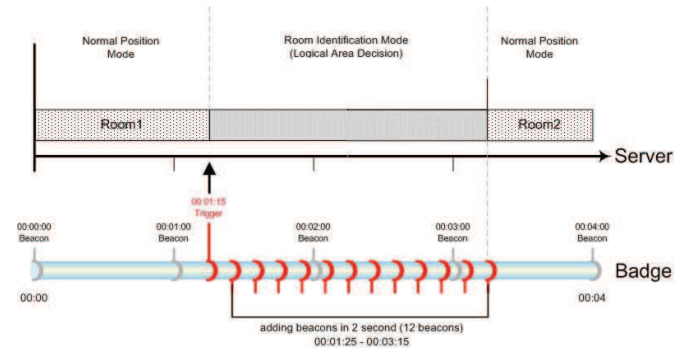 Normal Position
Mode
Room Identification Mode
(Logical Area Decision)
Normal Position
Mode
Room1
Room2
Server
00:01:15
Trigger
00:00:00
Beacon
00:01:00
Beacon
00:02:00
Beacon
00:03:00
Beacon
00:04:00
Beacon
Badge
00:00
00:04
adding beacons in 2 second (12 beacons)
00:01:25 - 00:03:15